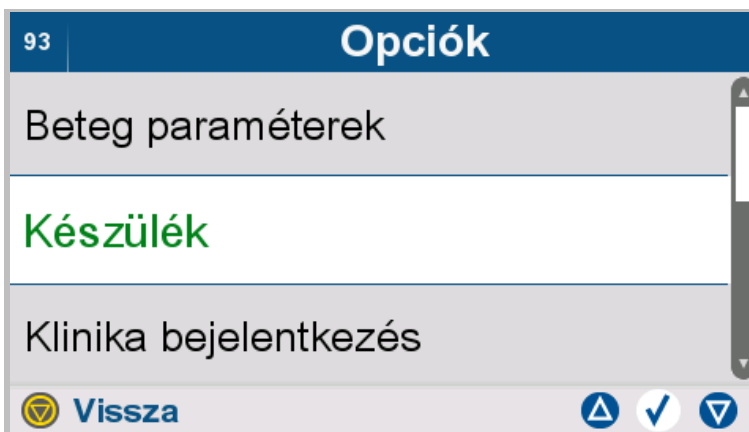 93
Opciók
Beteg paraméterek
Készülék
Klinika bejelentkezés
Vissza